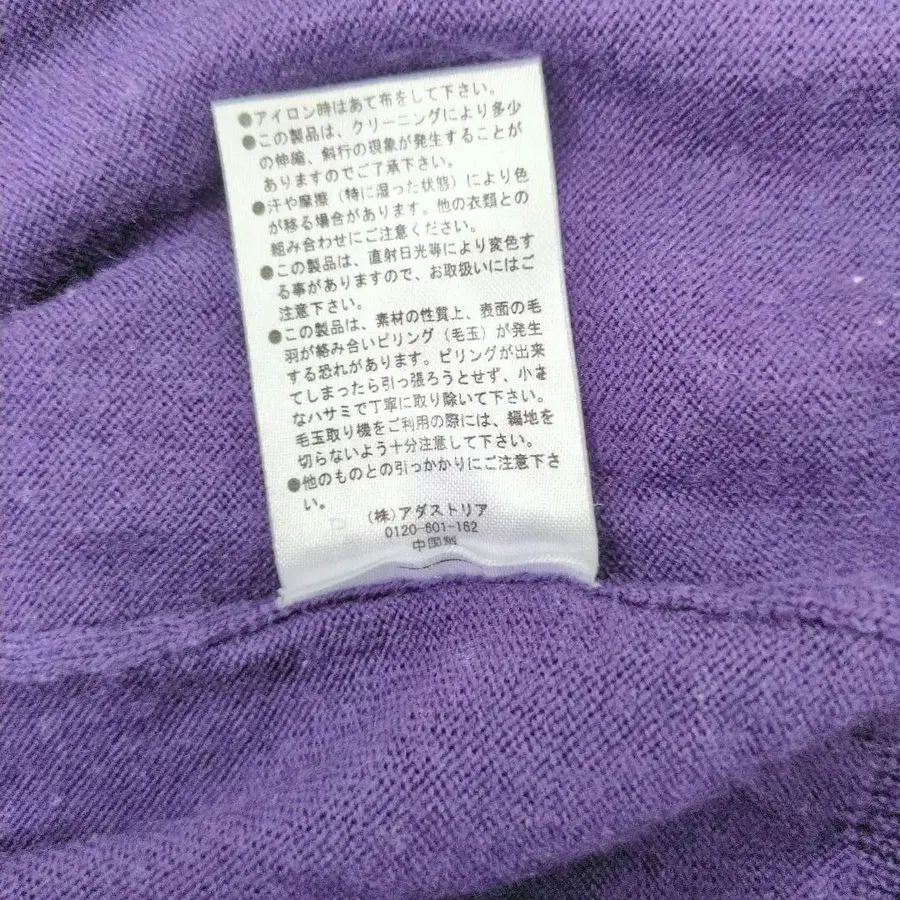 ●アイロン時はあて布をして下さい。
●この製品は、クリーニングにより多少
の伸縮、斜行の現象が発生することが
ありますのでご了承下さい。
●汗や摩擦（特に湿った状態）により色
が移る場合があります。他の衣類との
組み合わせにご注意ください。
●この製品は、直射日光等により変色す
る事がありますので、お取扱いにはご
注意下さい。
●この製品は、素材の性質上、表面の毛
羽が絡み合いピリング（毛玉）が発生
する恐れがあります。ピリングが出来
てしまったら引っ張ろうとせず、小さ
なハサミで丁寧に取り除いて下さい。
毛玉取り機をご利用の際には、編地を
切らないよう十分注意して下さい。
●他のものとの引っかかりにご注意下さ
い。
（株）アダストリア
0120-601-162
中国製